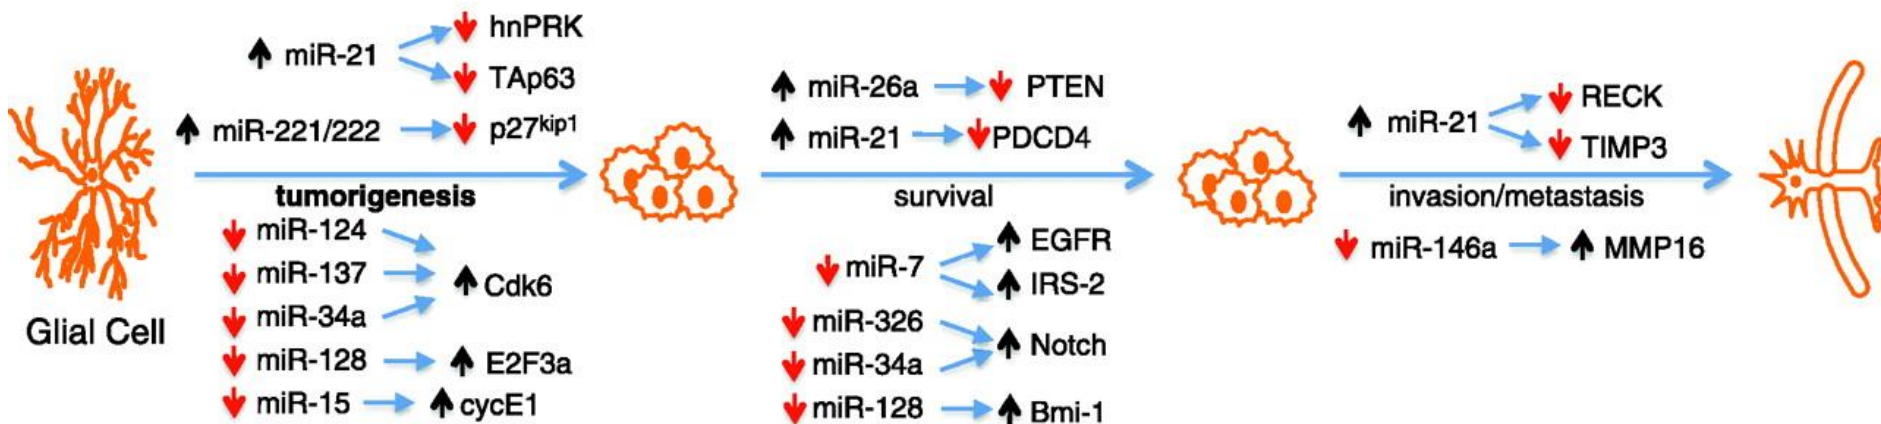 ↑ miR-21 → ↓ hnPRK
↓ TAp63
↑ miR-221/222 → ↓ p27kip1
tumorigenesis
↓ miR-124
↓ miR-137 → ↑ Cdk6
↓ miR-34a
↓ miR-128 → ↑ E2F3a
↓ miR-15 → ↑ cycE1
Glial Cell
↑ miR-26a → ↓ PTEN
↑ miR-21 → ↓ PDCD4
survival
↓ miR-7 → ↑ EGFR
↑ IRS-2
↓ miR-326 → ↑ Notch
↓ miR-34a
↓ miR-128 → ↑ Bmi-1
↑ miR-21 → ↓ RECK
↓ TIMP3
invasion/metastasis
↓ miR-146a → ↑ MMP16